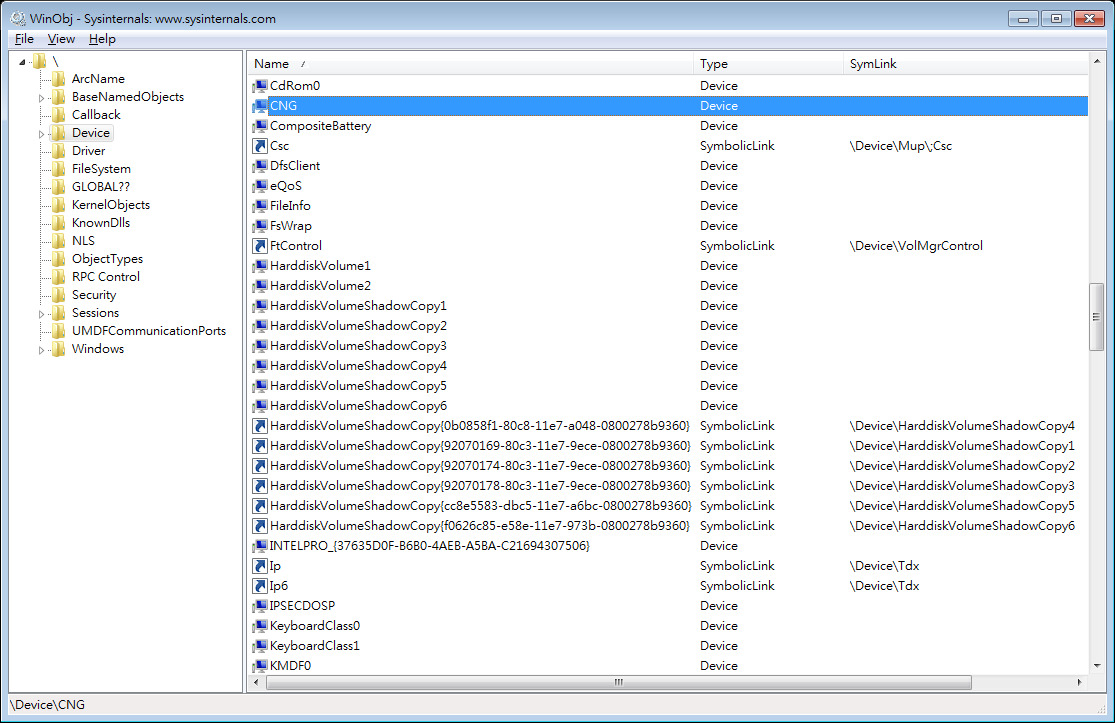 WinObj - Sysinternals: www.sysinternals.com
File View Help
\
ArcName
BaseNamedObjects
Callback
Device
Driver
FileSystem
GLOBAL??
KernelObjects
KnownDlls
NLS
ObjectTypes
RPC Control
Security
Sessions
UMDFCommunicationPorts
Windows
Name Type SymLink
CdRom0 Device
CNG Device
CompositeBattery Device
Csc SymbolicLink \Device\Mup\;Csc
DfsClient Device
eQoS Device
FileInfo Device
FsWrap Device
FtControl SymbolicLink \Device\VolMgrControl
HarddiskVolume1 Device
HarddiskVolume2 Device
HarddiskVolumeShadowCopy1 Device
HarddiskVolumeShadowCopy2 Device
HarddiskVolumeShadowCopy3 Device
HarddiskVolumeShadowCopy4 Device
HarddiskVolumeShadowCopy5 Device
HarddiskVolumeShadowCopy6 Device
HarddiskVolumeShadowCopy{0b0858f1-80c8-11e7-a048-0800278b9360} SymbolicLink \Device\HarddiskVolumeShadowCopy4
HarddiskVolumeShadowCopy{92070169-80c3-11e7-9ece-0800278b9360} SymbolicLink \Device\HarddiskVolumeShadowCopy1
HarddiskVolumeShadowCopy{92070174-80c3-11e7-9ece-0800278b9360} SymbolicLink \Device\HarddiskVolumeShadowCopy2
HarddiskVolumeShadowCopy{92070178-80c3-11e7-9ece-0800278b9360} SymbolicLink \Device\HarddiskVolumeShadowCopy3
HarddiskVolumeShadowCopy{cc8e5583-dbc5-11e7-a6bc-0800278b9360} SymbolicLink \Device\HarddiskVolumeShadowCopy5
HarddiskVolumeShadowCopy{f0626c85-e58e-11e7-973b-0800278b9360} SymbolicLink \Device\HarddiskVolumeShadowCopy6
INTELPRO_{37635D0F-B6B0-4AEB-A5BA-C21694307506} Device
Ip SymbolicLink \Device\Tdx
Ip6 SymbolicLink \Device\Tdx
IPSECDOSP Device
KeyboardClass0 Device
KeyboardClass1 Device
KMDF0 Device
\Device\CNG